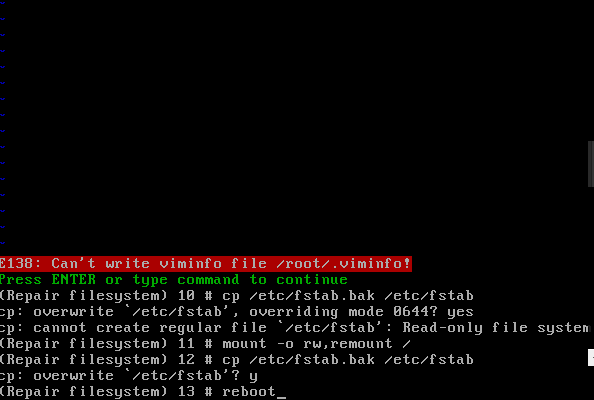 E138: Can't write viminfo file /root/.viminfo!
Press ENTER or type command to continue
(Repair filesystem) 10 # cp /etc/fstab.bak /etc/fstab
cp: overwrite `/etc/fstab', overriding mode 0644? yes
cp: cannot create regular file `/etc/fstab': Read-only file system
(Repair filesystem) 11 # mount -o rw,remount /
(Repair filesystem) 12 # cp /etc/fstab.bak /etc/fstab
cp: overwrite `/etc/fstab'? y
(Repair filesystem) 13 # reboot_